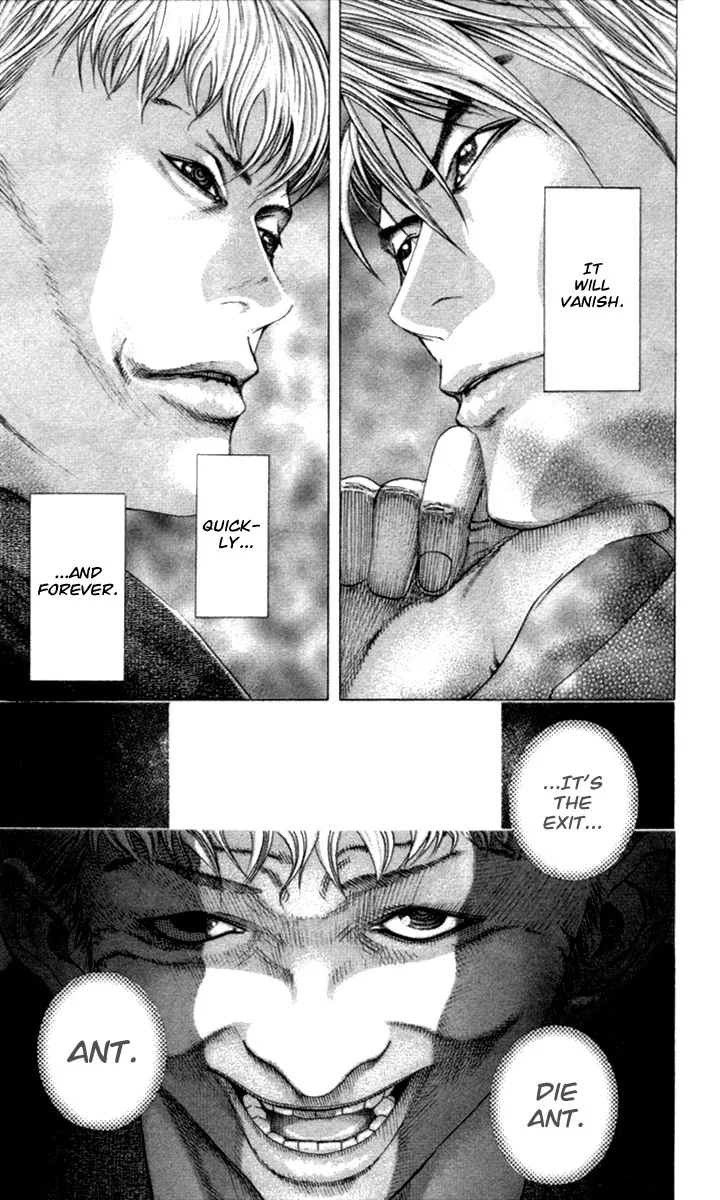 IT
WILL
VANISH.
QUICK-
LY...
...AND
FOREVER.
...IT'S
THE
EXIT...
DIE
ANT.
ANT.